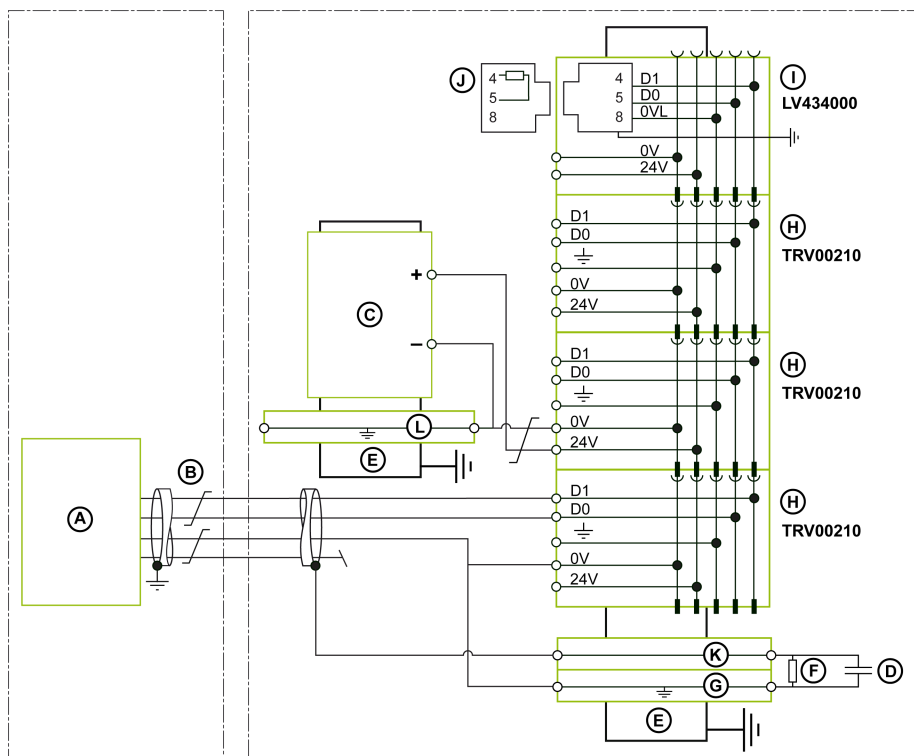 J
4
5
8
4
5
8
D1
D0
0VL
0V
24V
I
LV434000
D1
D0
0V
24V
H
TRV00210
+
C
−
D1
D0
0V
24V
H
TRV00210
L
E
A
B
D1
D0
0V
24V
H
TRV00210
K
G
F
D
E